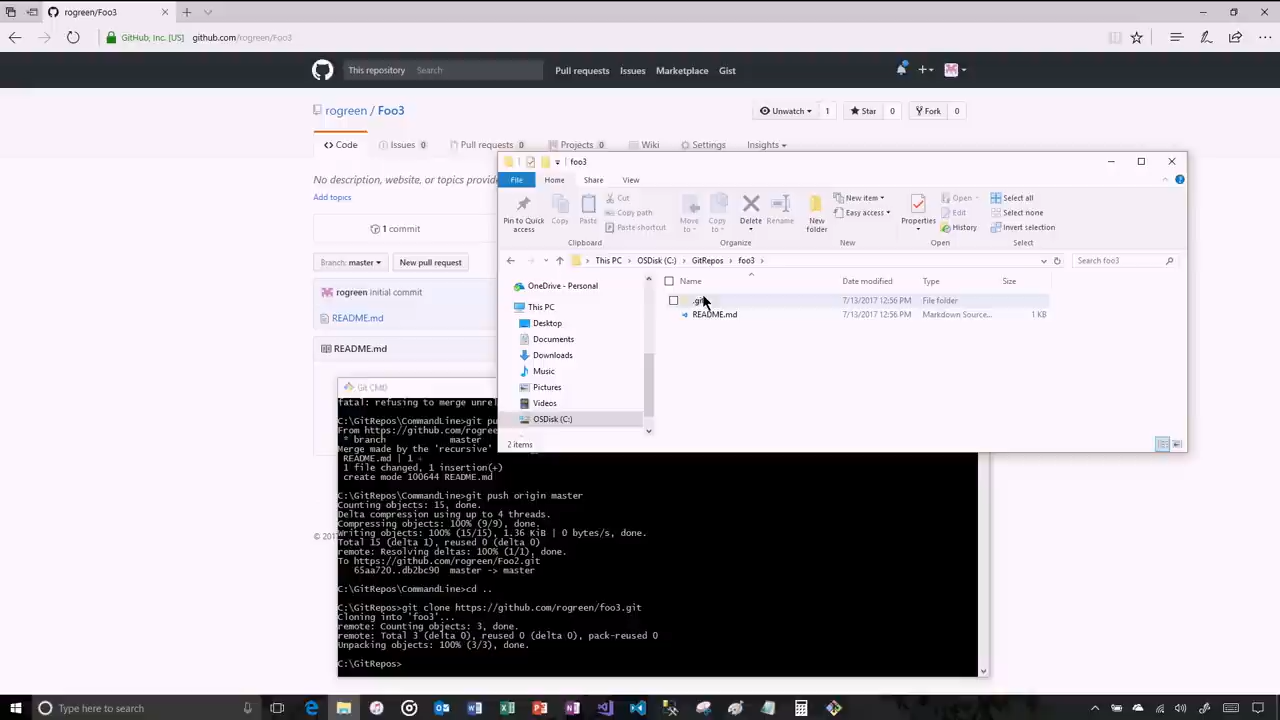 rogreen/Foo3
GitHub, Inc. [US] github.com/rogreen/Foo3
This repository Search Pull requests Issues Marketplace Gist
rogreen / Foo3
Unwatch 1 Star 0 Fork 0
Code Issues 0 Pull requests 0 Projects 0 Wiki Settings Insights
No description, website, or topics provide
Add topics
1 commit
Branch: master New pull request
rogreen initial commit
README.md
README.md
© 201
foo3
File Home Share View
Pin to Quick access
Copy
Paste
Cut
Copy path
Paste shortcut
Clipboard
Move to
Copy to
Delete
Rename
Organize
New folder
New item
Easy access
New
Properties
Open
Edit
History
Open
Select all
Select none
Invert selection
Select
This PC OSDisk (C:) GitRepos foo3
Search foo3
OneDrive - Personal
This PC
Desktop
Documents
Downloads
Music
Pictures
Videos
OSDisk (C:)
Name Date modified Type Size
7/13/2017 12:56 PM File folder
README.md 7/13/2017 12:56 PM Markdown Source... 1 KB
2 items
Git CMD
fatal: refusing to merge unrel
C:\GitRepos\CommandLine>git pu
From https://github.com/rogree
* branch master
Merge made by the 'recursive'
README.md | 1 +
1 file changed, 1 insertion(+)
create mode 100644 README.md
C:\GitRepos\CommandLine>git push origin master
Counting objects: 15, done.
Delta compression using up to 4 threads.
Compressing objects: 100% (9/9), done.
Writing objects: 100% (15/15), 1.36 KiB | 0 bytes/s, done.
Total 15 (delta 1), reused 0 (delta 0)
remote: Resolving deltas: 100% (1/1), done.
To https://github.com/rogreen/Foo2.git
65aa720..db2bc90 master -> master
C:\GitRepos\CommandLine>cd ..
C:\GitRepos>git clone https://github.com/rogreen/foo3.git
Cloning into 'foo3'...
remote: Counting objects: 3, done.
remote: Total 3 (delta 0), reused 0 (delta 0), pack-reused 0
Unpacking objects: 100% (3/3), done.
C:\GitRepos>
Type here to search
12:56 PM